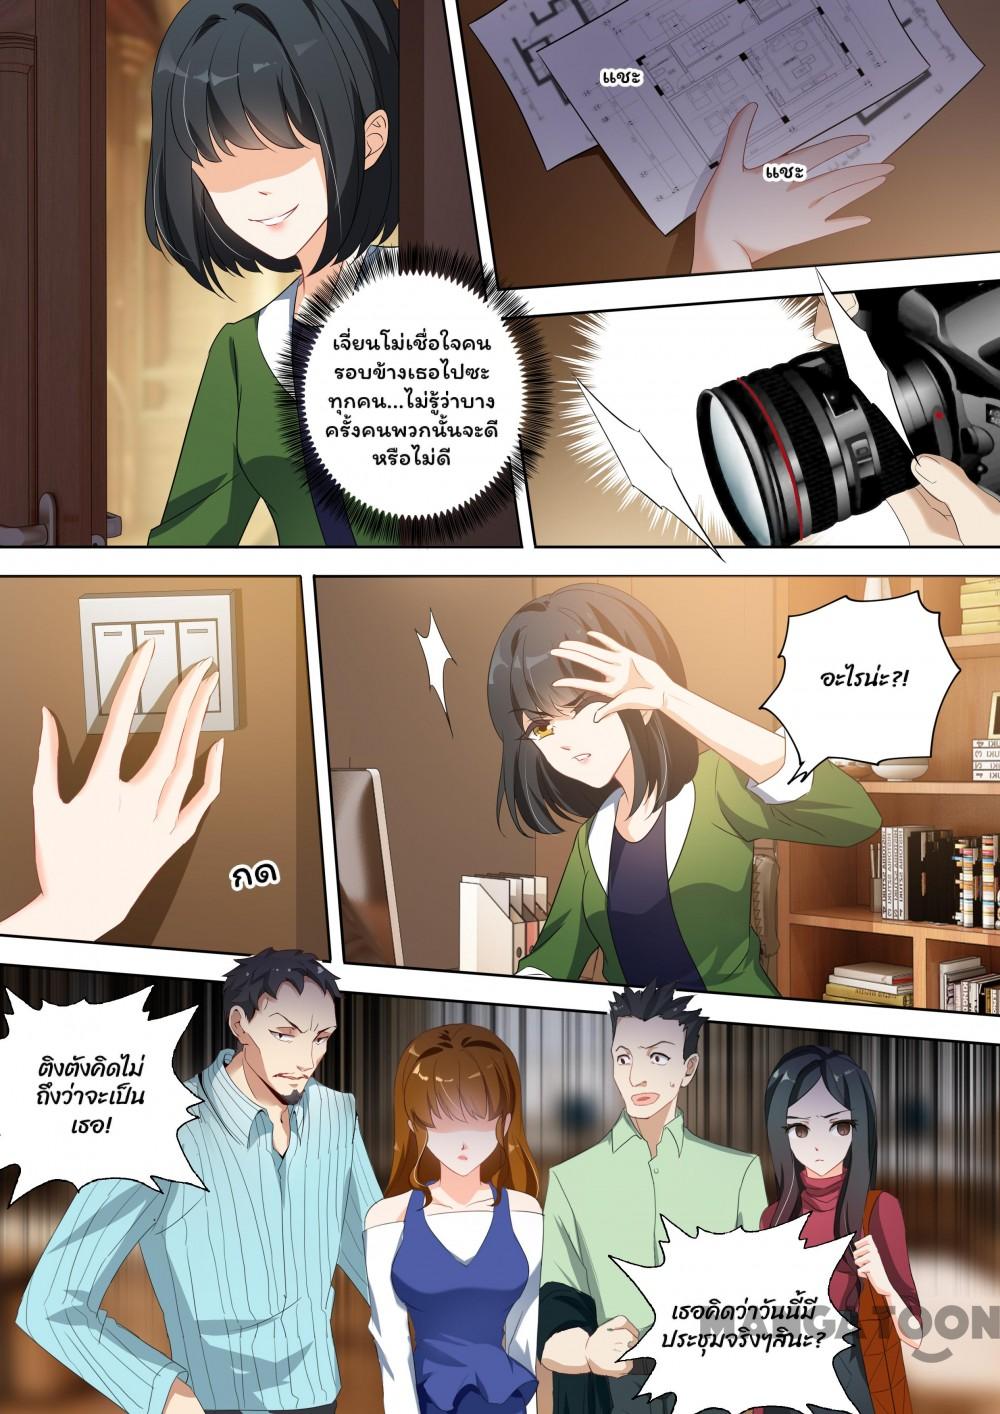 แชะ
แชะ
เจี่ยนโม่เชื่อใจคน
รอบข้างเธอไปซะ
ทุกคน...ไม่รู้ว่าบาง
ครั้งคนพวกนั้นจะดี
หรือไม่ดี
อะไรน่ะ?!
กด
ติงตังคิดไม่
ถึงว่าจะเป็น
เธอ!
เธอคิดว่าวันนี้มี
ประชุมจริงๆสินะ?
MANGATOON